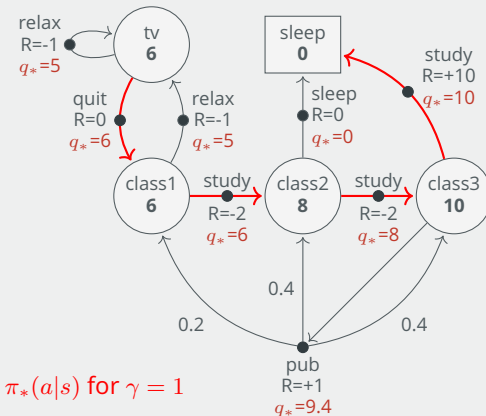 relax
R=-1
q*=5
tv
6
sleep
0
study
R=+10
q*=10
quit
R=0
q*=6
relax
R=-1
q*=5
sleep
R=0
q*=0
class1
6
study
R=-2
q*=6
class2
8
study
R=-2
q*=8
class3
10
0.2
0.4
0.4
pub
R=+1
q*=9.4
π*(a|s) for γ = 1